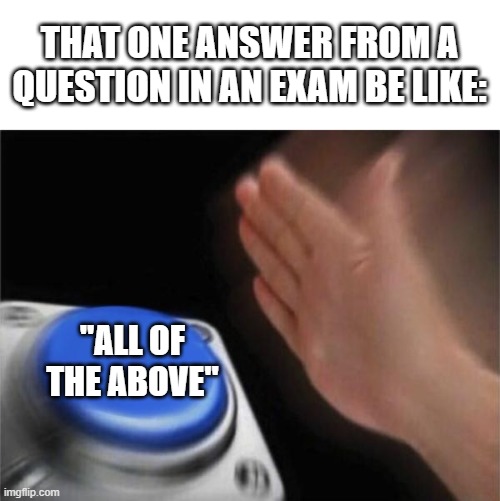 THAT ONE ANSWER FROM A
QUESTION IN AN EXAM BE LIKE:
"ALL OF
THE ABOVE"
imgflip.com